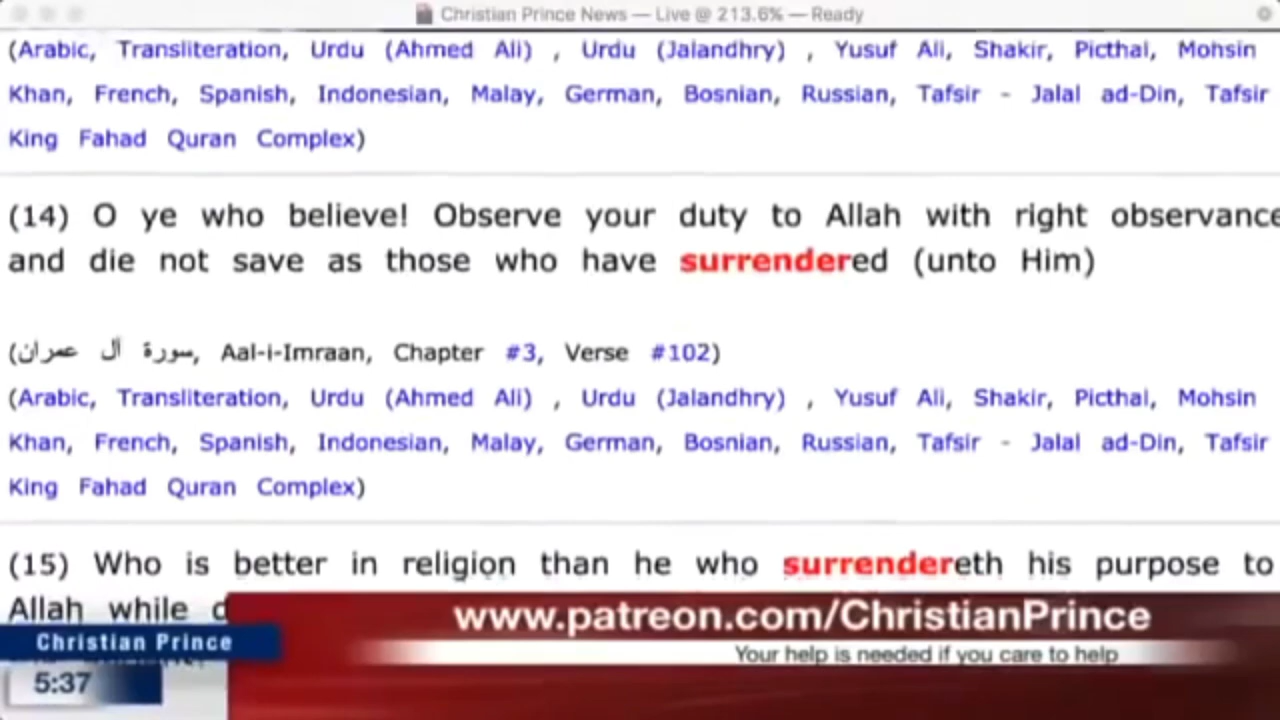 Christian Prince News — Live @ 213.6% — Ready
(Arabic, Transliteration, Urdu (Ahmed Ali) , Urdu (Jalandhry) , Yusuf Ali, Shakir, Picthal, Mohsin
Khan, French, Spanish, Indonesian, Malay, German, Bosnian, Russian, Tafsir - Jalal ad-Din, Tafsir
King Fahad Quran Complex)
(14) O ye who believe! Observe your duty to Allah with right observance
and die not save as those who have surrendered (unto Him)
(سورة آل عمران, Aal-i-Imraan, Chapter #3, Verse #102)
(Arabic, Transliteration, Urdu (Ahmed Ali) , Urdu (Jalandhry) , Yusuf Ali, Shakir, Picthal, Mohsin
Khan, French, Spanish, Indonesian, Malay, German, Bosnian, Russian, Tafsir - Jalal ad-Din, Tafsir
King Fahad Quran Complex)
(15) Who is better in religion than he who surrendereth his purpose to
Allah while
www.patreon.com/ChristianPrince
Christian Prince
Your help is needed if you care to help
5:37